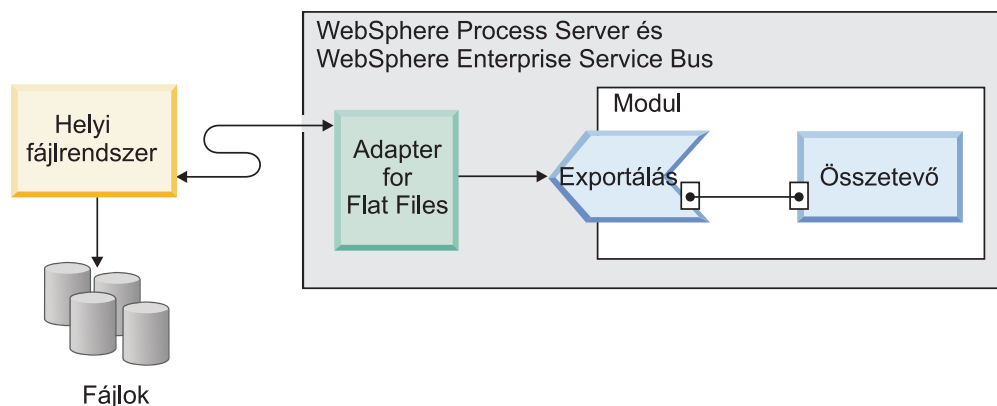 WebSphere Process Server és
WebSphere Enterprise Service Bus
Helyi
fájlrendszer
Adapter
for
Flat Files
Modul
Exportálás
Összetevő
Fájlok